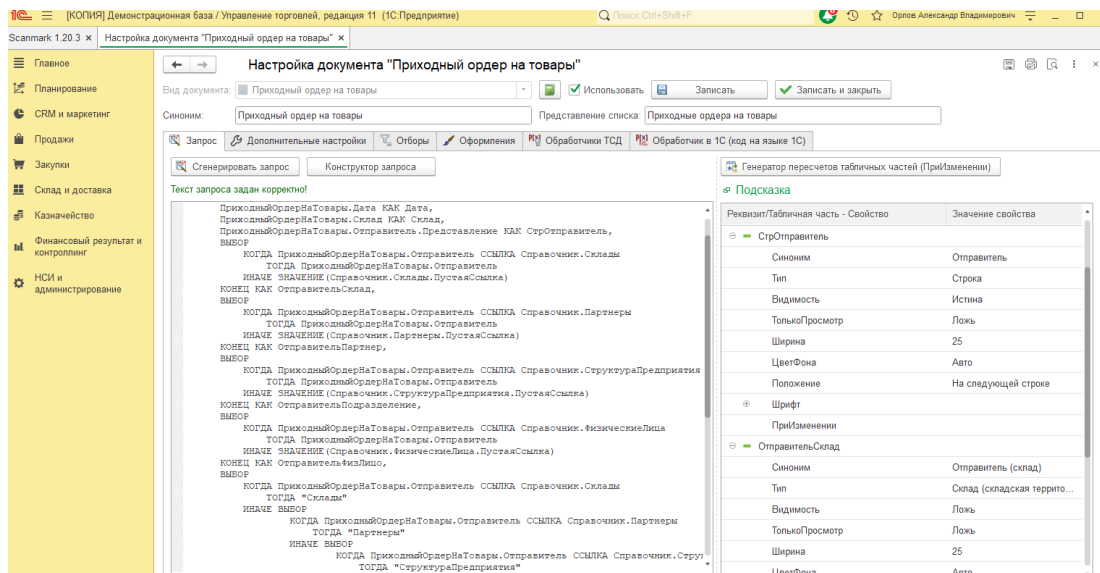 [КОПИЯ] Демонстрационная база / Управление торговлей, редакция 11 (1С:Предприятие)
Поиск Ctrl+Shift+F
Орлов Александр Владимирович
Scanmark 1.20.3 ×
Настройка документа "Приходный ордер на товары" ×
Главное
Планирование
CRM и маркетинг
Продажи
Закупки
Склад и доставка
Казначейство
Финансовый результат и
контроллинг
НСИ и
администрирование
Настройка документа "Приходный ордер на товары"
Вид документа: Приходный ордер на товары
Использовать
Записать
Записать и закрыть
Синоним: Приходный ордер на товары
Представление списка: Приходные ордера на товары
Запрос
Дополнительные настройки
Отборы
Оформления
Обработчики ТСД
Обработчик в 1С (код на языке 1С)
Сгенерировать запрос
Конструктор запроса
Текст запроса задан корректно!
ПриходныйОрдерНаТовары.Дата КАК Дата,
ПриходныйОрдерНаТовары.Склад КАК Склад,
ПриходныйОрдерНаТовары.Отправитель.Представление КАК СтрОтправитель,
ВЫБОР
КОГДА ПриходныйОрдерНаТовары.Отправитель ССЫЛКА Справочник.Склады
ТОГДА ПриходныйОрдерНаТовары.Отправитель
ИНАЧЕ ЗНАЧЕНИЕ(Справочник.Склады.ПустаяСсылка)
КОНЕЦ КАК ОтправительСклад,
ВЫБОР
КОГДА ПриходныйОрдерНаТовары.Отправитель ССЫЛКА Справочник.Партнеры
ТОГДА ПриходныйОрдерНаТовары.Отправитель
ИНАЧЕ ЗНАЧЕНИЕ(Справочник.Партнеры.ПустаяСсылка)
КОНЕЦ КАК ОтправительПартнер,
ВЫБОР
КОГДА ПриходныйОрдерНаТовары.Отправитель ССЫЛКА Справочник.СтруктураПредприятия
ТОГДА ПриходныйОрдерНаТовары.Отправитель
ИНАЧЕ ЗНАЧЕНИЕ(Справочник.СтруктураПредприятия.ПустаяСсылка)
КОНЕЦ КАК ОтправительПодразделение,
ВЫБОР
КОГДА ПриходныйОрдерНаТовары.Отправитель ССЫЛКА Справочник.ФизическиеЛица
ТОГДА ПриходныйОрдерНаТовары.Отправитель
ИНАЧЕ ЗНАЧЕНИЕ(Справочник.ФизическиеЛица.ПустаяСсылка)
КОНЕЦ КАК ОтправительФизЛицо,
ВЫБОР
КОГДА ПриходныйОрдерНаТовары.Отправитель ССЫЛКА Справочник.Склады
ТОГДА "Склады"
ИНАЧЕ ВЫБОР
КОГДА ПриходныйОрдерНаТовары.Отправитель ССЫЛКА Справочник.Партнеры
ТОГДА "Партнеры"
ИНАЧЕ ВЫБОР
КОГДА ПриходныйОрдерНаТовары.Отправитель ССЫЛКА Справочник.Струк
ТОГДА "СтруктураПредприятия"
Генератор пересчетов табличных частей (ПриИзменении)
Подсказка
Реквизит/Табличная часть - Свойство Значение свойства
СтрОтправитель
Синоним Отправитель
Тип Строка
Видимость Истина
ТолькоПросмотр Ложь
Ширина 25
ЦветФона Авто
Положение На следующей строке
Шрифт
ПриИзменении
ОтправительСклад
Синоним Отправитель (склад)
Тип Склад (складская террито...
Видимость Ложь
ТолькоПросмотр Ложь
Ширина 25
ЦветФона Авто